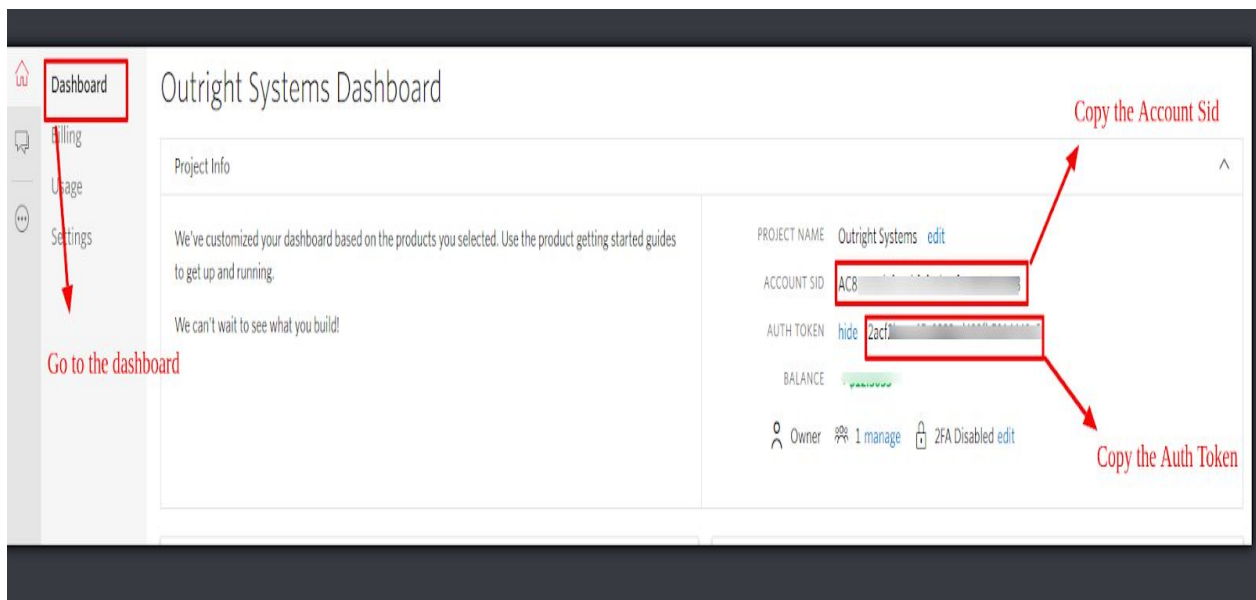 Dashboard
Outright Systems Dashboard
Copy the Account Sid
Billing
Project Info
Usage
Settings
We've customized your dashboard based on the products you selected. Use the product getting started guides
to get up and running.
We can't wait to see what you build!
PROJECT NAME Outright Systems edit
ACCOUNT SID AC8
AUTH TOKEN hide 2acf
BALANCE
Owner 1 manage 2FA Disabled edit
Go to the dashboard
Copy the Auth Token